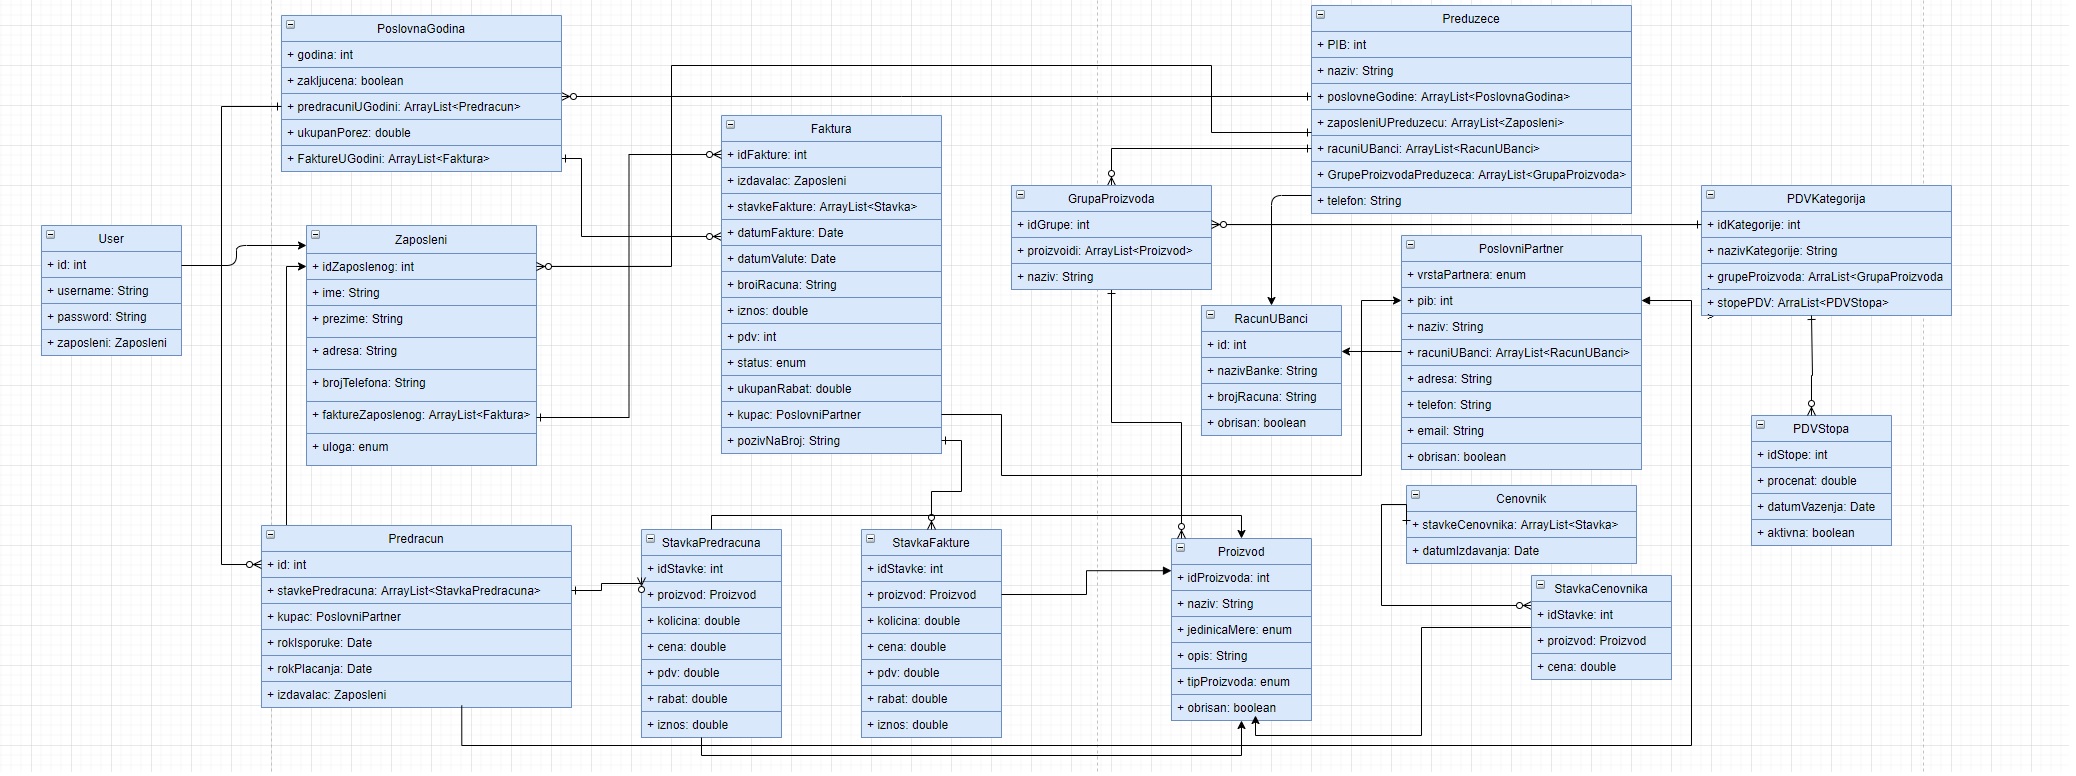 PoslovnaGodina
+ godina: int
+ zakljucena: boolean
+ predracuniUGodini: ArrayList<Predracun>
+ ukupanPorez: double
+ FaktureUGodini: ArrayList<Faktura>
Preduzece
+ PIB: int
+ naziv: String
+ poslovneGodine: ArrayList<PoslovnaGodina>
+ zaposleniUPreduzecu: ArrayList<Zaposleni>
+ racuniUBanci: ArrayList<RacunUBanci>
+ GrupeProizvodaPreduzeca: ArrayList<GrupaProizvoda>
+ telefon: String
Faktura
+ idFakture: int
+ izdavalac: Zaposleni
+ stavkeFakture: ArrayList<Stavka>
+ datumFakture: Date
+ datumValute: Date
+ broiRacuna: String
+ iznos: double
+ pdv: int
+ status: enum
+ ukupanRabat: double
+ kupac: PoslovniPartner
+ pozivNaBroj: String
GrupaProizvoda
+ idGrupe: int
+ proizvoidi: ArrayList<Proizvod>
+ naziv: String
PDVKategorija
+ idKategorije: int
+ nazivKategorije: String
+ grupeProizvoda: ArraList<GrupaProizvoda
+ stopePDV: ArraList<PDVStopa>
User
+ id: int
+ username: String
+ password: String
+ zaposleni: Zaposleni
Zaposleni
+ idZaposlenog: int
+ ime: String
+ prezime: String
+ adresa: String
+ brojTelefona: String
+ faktureZaposlenog: ArrayList<Faktura>
+ uloga: enum
PoslovniPartner
+ vrstaPartnera: enum
+ pib: int
+ naziv: String
+ racuniUBanci: ArrayList<RacunUBanci>
+ adresa: String
+ telefon: String
+ email: String
+ obrisan: boolean
RacunUBanci
+ id: int
+ nazivBanke: String
+ brojRacuna: String
+ obrisan: boolean
PDVStopa
+ idStope: int
+ procenat: double
+ datumVazenja: Date
+ aktivna: boolean
Cenovnik
+ stavkeCenovnika: ArrayList<Stavka>
+ datumIzdavanja: Date
Predracun
+ id: int
+ stavkePredracuna: ArrayList<StavkaPredracuna>
+ kupac: PoslovniPartner
+ rokIsporuke: Date
+ rokPlacanja: Date
+ izdavalac: Zaposleni
StavkaPredracuna
+ idStavke: int
+ proizvod: Proizvod
+ kolicina: double
+ cena: double
+ pdv: double
+ rabat: double
+ iznos: double
StavkaFakture
+ idStavke: int
+ proizvod: Proizvod
+ kolicina: double
+ cena: double
+ pdv: double
+ rabat: double
+ iznos: double
Proizvod
+ idProizvoda: int
+ naziv: String
+ jedinicaMere: enum
+ opis: String
+ tipProizvoda: enum
+ obrisan: boolean
StavkaCenovnika
+ idStavke: int
+ proizvod: Proizvod
+ cena: double